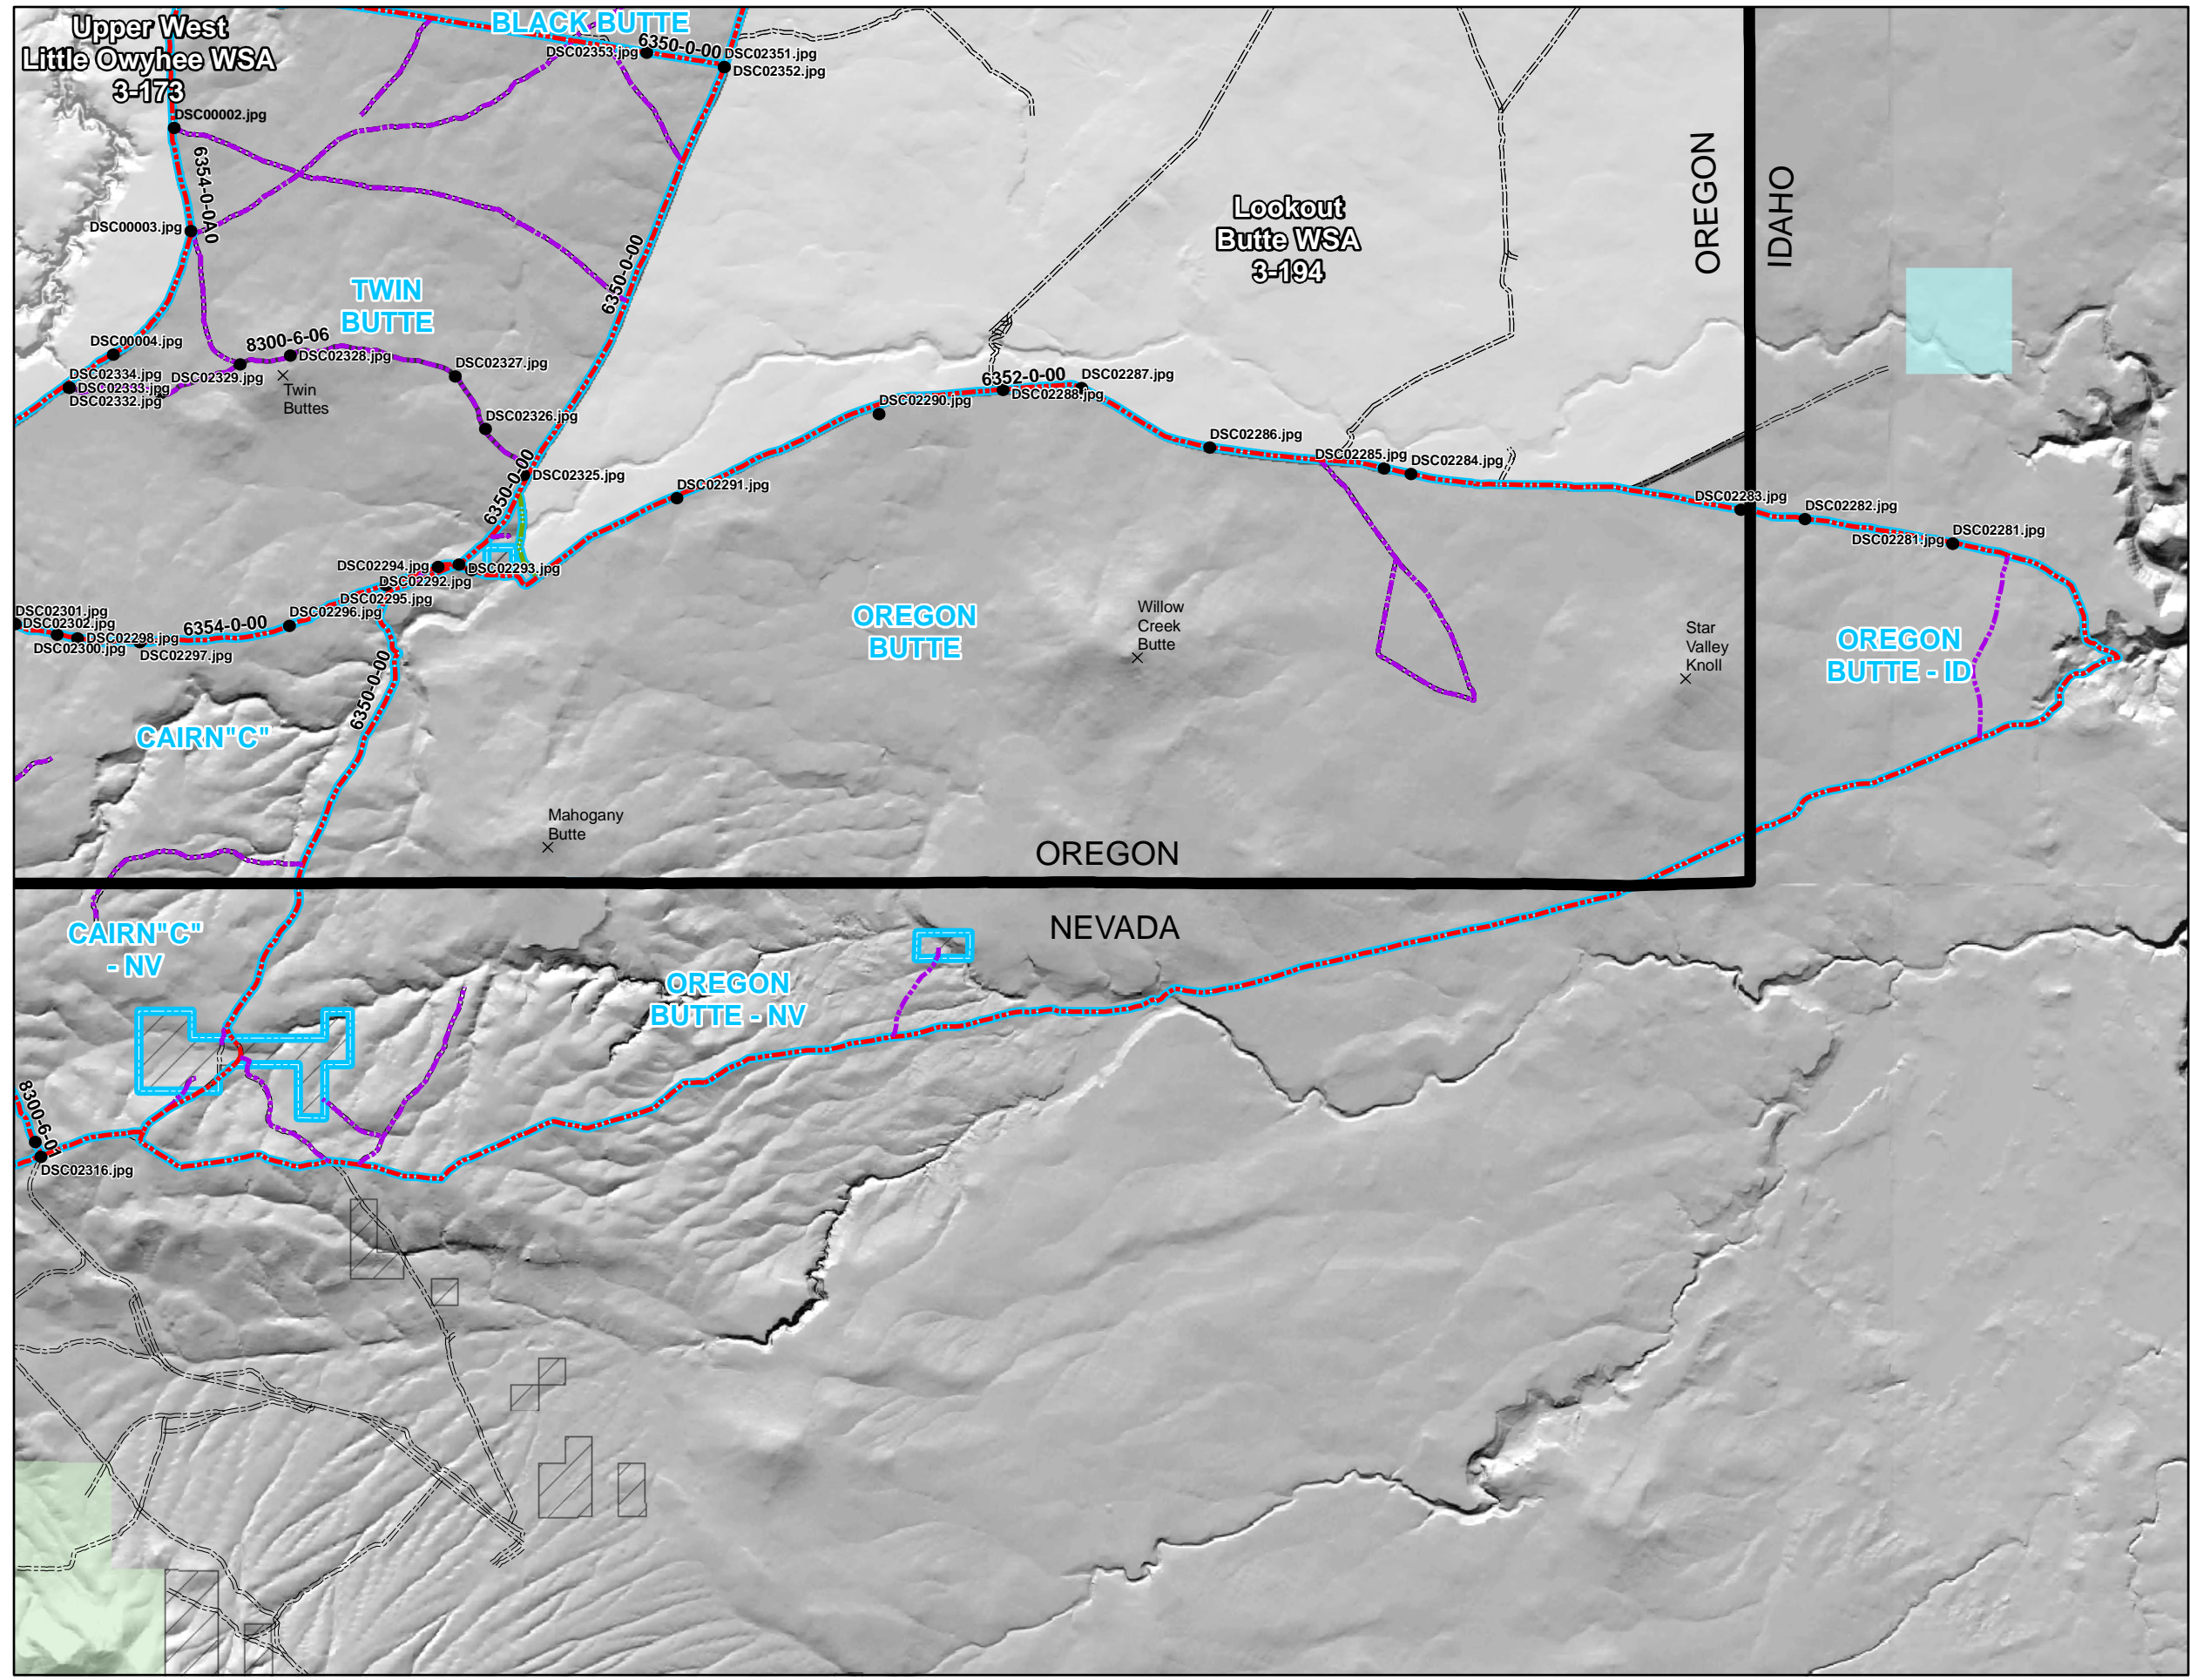 Upper West
Little Owyhee WSA
3-173
BLACK BUTTE
DSC02353.jpg
6350-0-00
DSC02351.jpg
DSC02352.jpg
DSC00002.jpg
6354-0-0A0
DSC00003.jpg
TWIN
BUTTE
6350-0-00
Lookout
Butte WSA
3-194
OREGON
IDAHO
DSC00004.jpg
8300-6-06
DSC02328.jpg
DSC02327.jpg
DSC02334.jpg
DSC02333.jpg
DSC02332.jpg
DSC02329.jpg
Twin
Buttes
DSC02326.jpg
DSC02325.jpg
6350-0-00
6352-0-00
DSC02287.jpg
DSC02288.jpg
DSC02290.jpg
DSC02291.jpg
DSC02286.jpg
DSC02285.jpg
DSC02284.jpg
DSC02283.jpg
DSC02282.jpg
DSC02281.jpg
DSC02281.jpg
DSC02294.jpg
DSC02293.jpg
DSC02292.jpg
DSC02295.jpg
DSC02296.jpg
DSC02301.jpg
DSC02302.jpg
6354-0-00
DSC02298.jpg
DSC02300.jpg
DSC02297.jpg
6350-0-00
OREGON
BUTTE
Willow
Creek
Butte
Star
Valley
Knoll
OREGON
BUTTE - ID
CAIRN"C"
Mahogany
Butte
OREGON
NEVADA
CAIRN"C"
- NV
OREGON
BUTTE - NV
8300-6-01
DSC02316.jpg